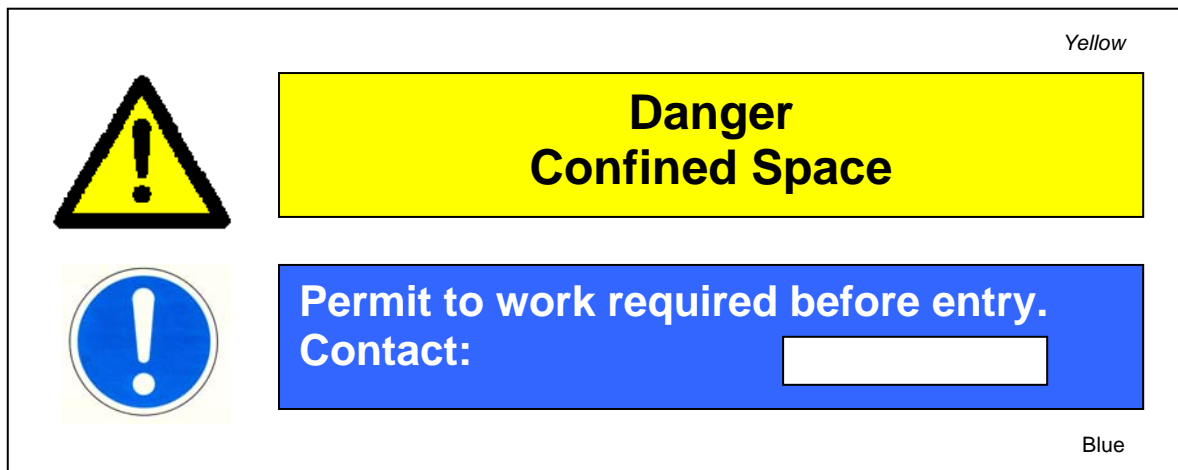 Yellow
Danger
Confined Space
Permit to work required before entry.
Contact:
Blue